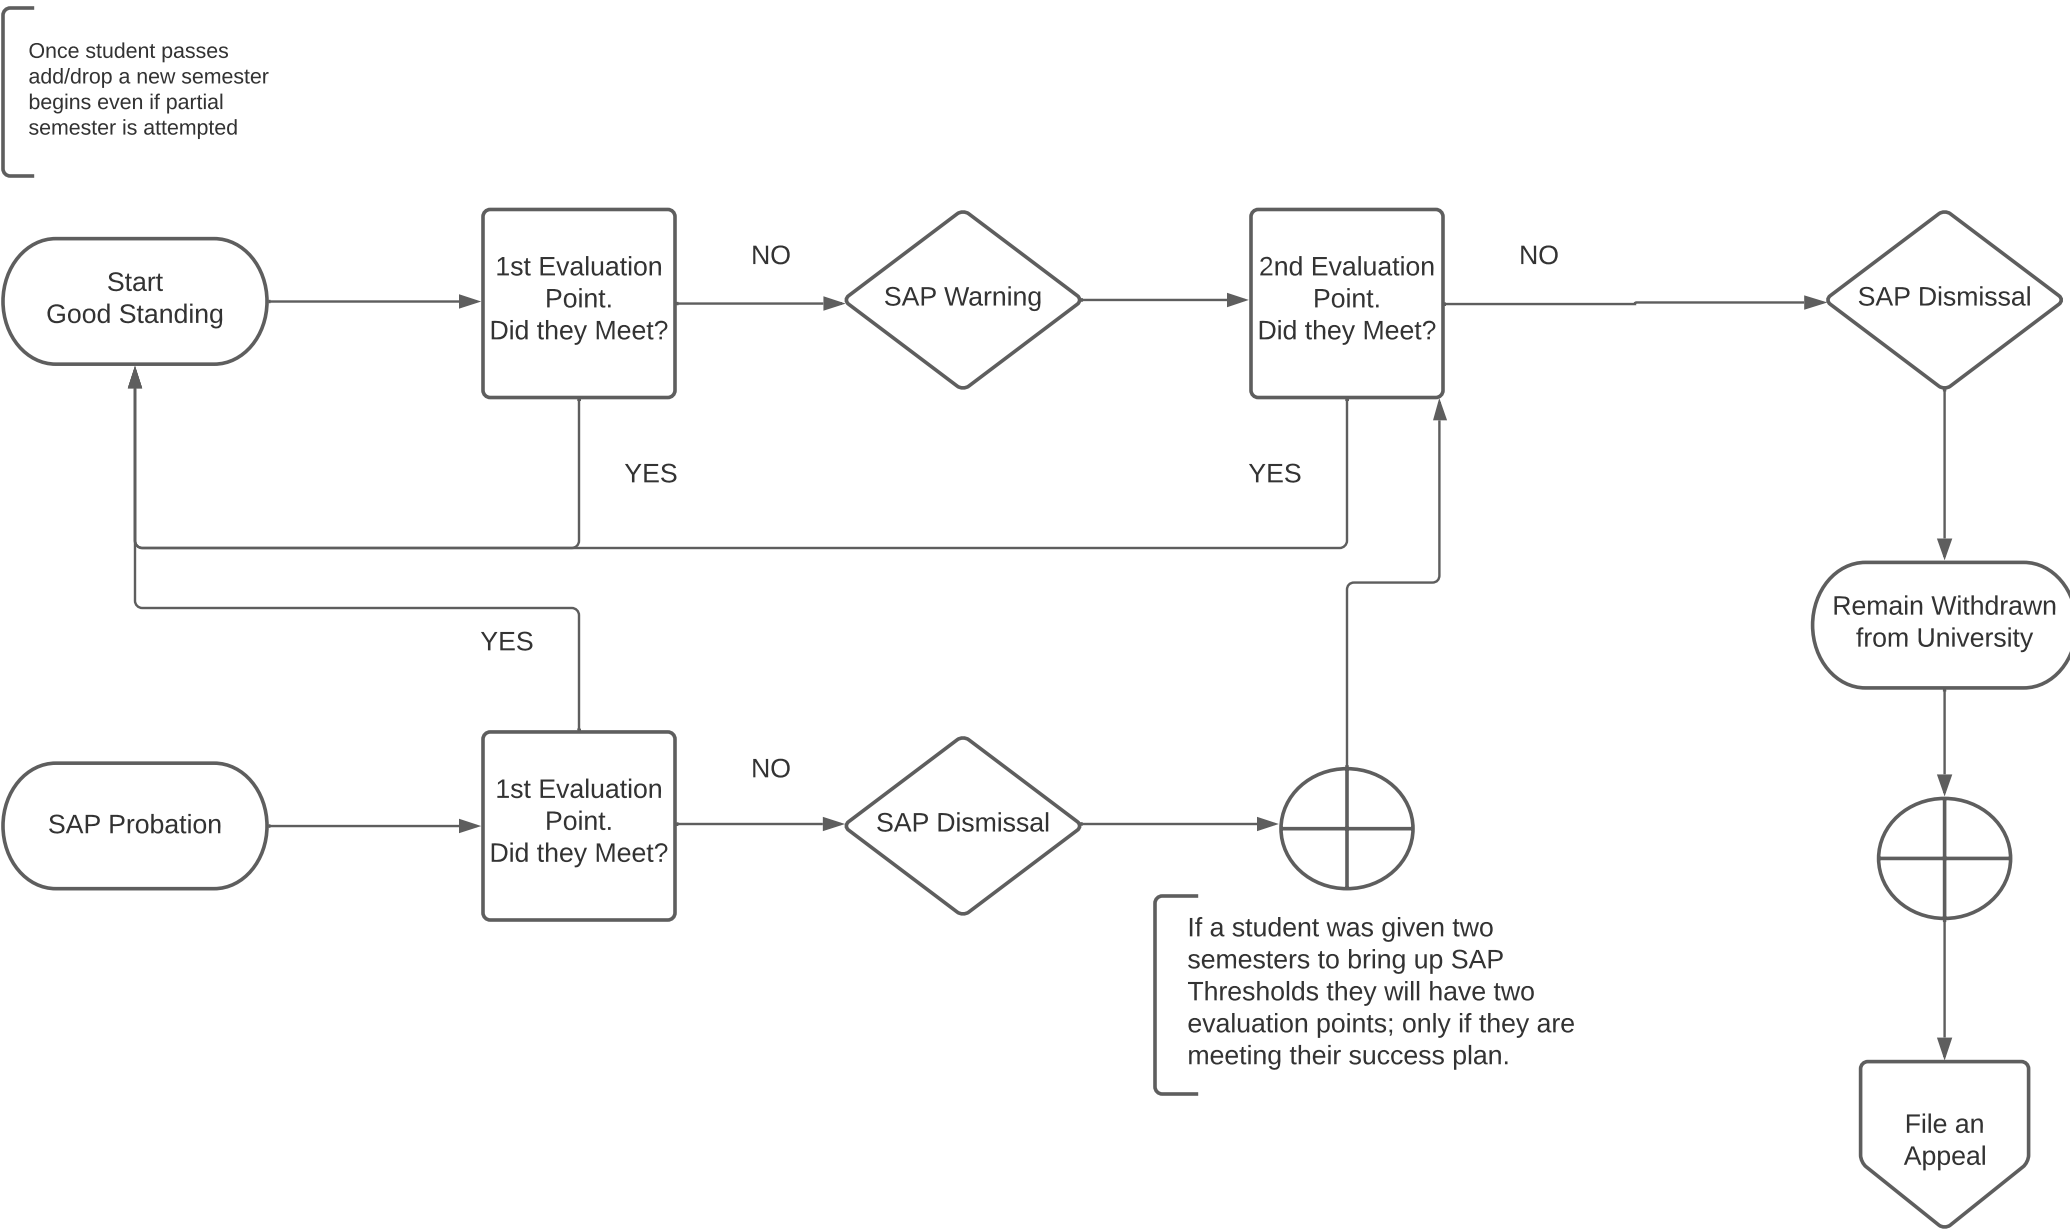 Once student passes
add/drop a new semester
begins even if partial
semester is attempted
Start
Good Standing
1st Evaluation
Point.
Did they Meet?
NO
SAP Warning
2nd Evaluation
Point.
Did they Meet?
NO
SAP Dismissal
YES
YES
Remain Withdrawn
from University
YES
SAP Probation
1st Evaluation
Point.
Did they Meet?
NO
SAP Dismissal
If a student was given two
semesters to bring up SAP
Thresholds they will have two
evaluation points; only if they are
meeting their success plan.
File an
Appeal